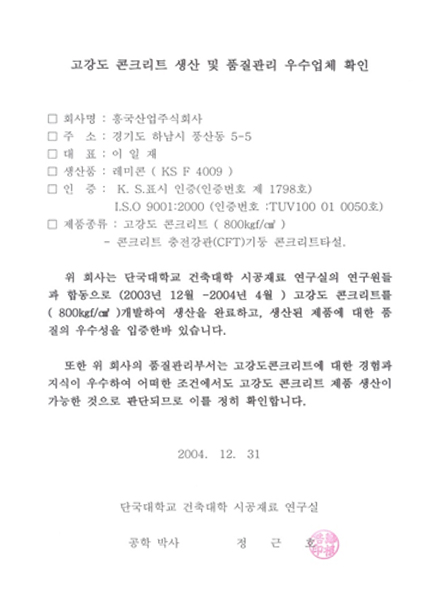 고강도 콘크리트 생산 및 품질관리 우수업체 확인
□ 회사명 : 흥국산업주식회사
□ 주 소 : 경기도 하남시 풍산동 5-5
□ 대 표 : 이 일 재
□ 생산품 : 레미콘 ( KS F 4009 )
□ 인 증 : K. S.표시 인증(인증번호 제 1798호)
I.S.O 9001:2000 (인증번호 :TUV100 01 0050호)
□ 제품종류 : 고강도 콘크리트 ( 800kgf/㎠ )
- 콘크리트 충전강관(CFT)기둥 콘크리트타설.
위 회사는 단국대학교 건축대학 시공재료 연구실의 연구원들
과 합동으로 (2003년 12월 -2004년 4월 ) 고강도 콘크리트를
( 800kgf/㎠ )개발하여 생산을 완료하고, 생산된 제품에 대한 품
질의 우수성을 입증한바 있습니다.
또한 위 회사의 품질관리부서는 고강도콘크리트에 대한 경험과
지식이 우수하여 어떠한 조건에서도 고강도 콘크리트 제품 생산이
가능한 것으로 판단되므로 이를 정히 확인합니다.
2004. 12. 31
단국대학교 건축대학 시공재료 연구실
공학 박사 정 근 호